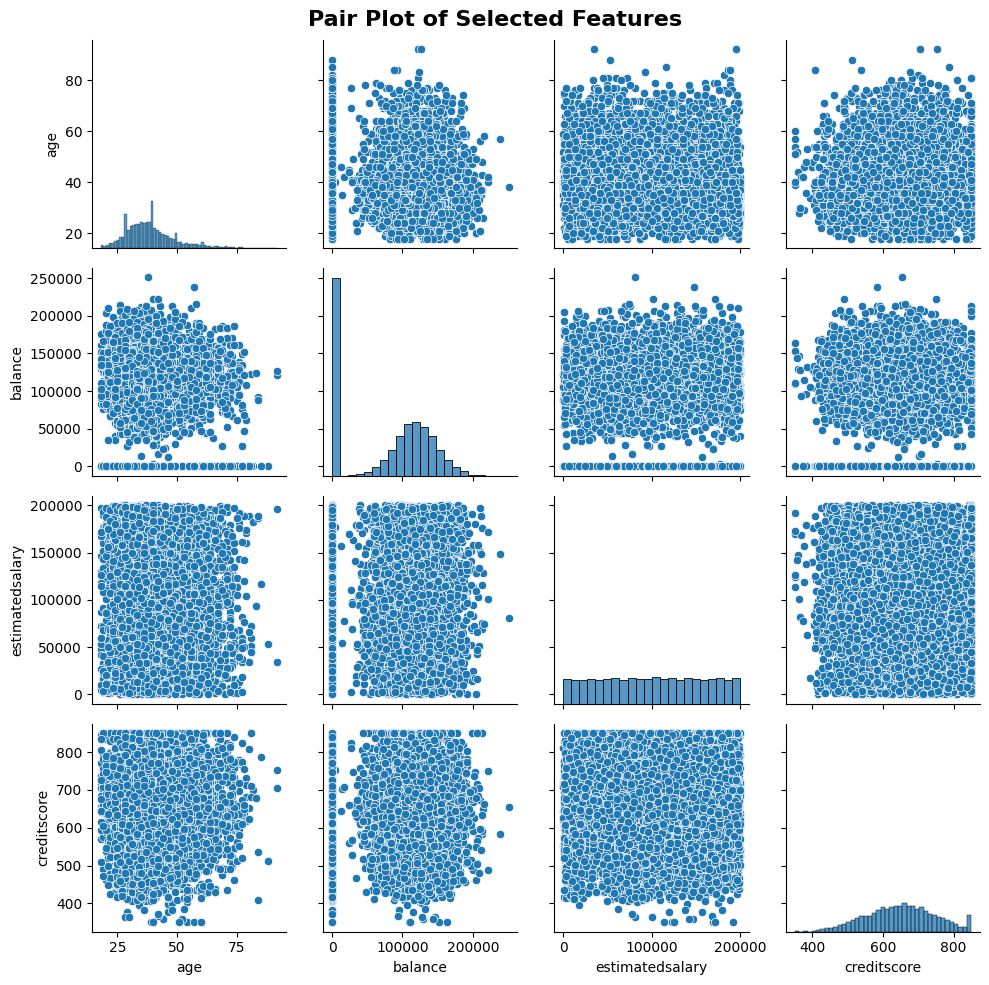 Pair Plot of Selected Features
80
60
40
20
age
250000
200000
150000
100000
50000
0
balance
200000
150000
100000
50000
0
estimatedsalary
800
700
600
500
400
creditscore
25 50 75
0 100000 200000
0 100000 200000
400 600 800
age balance estimatedsalary creditscore